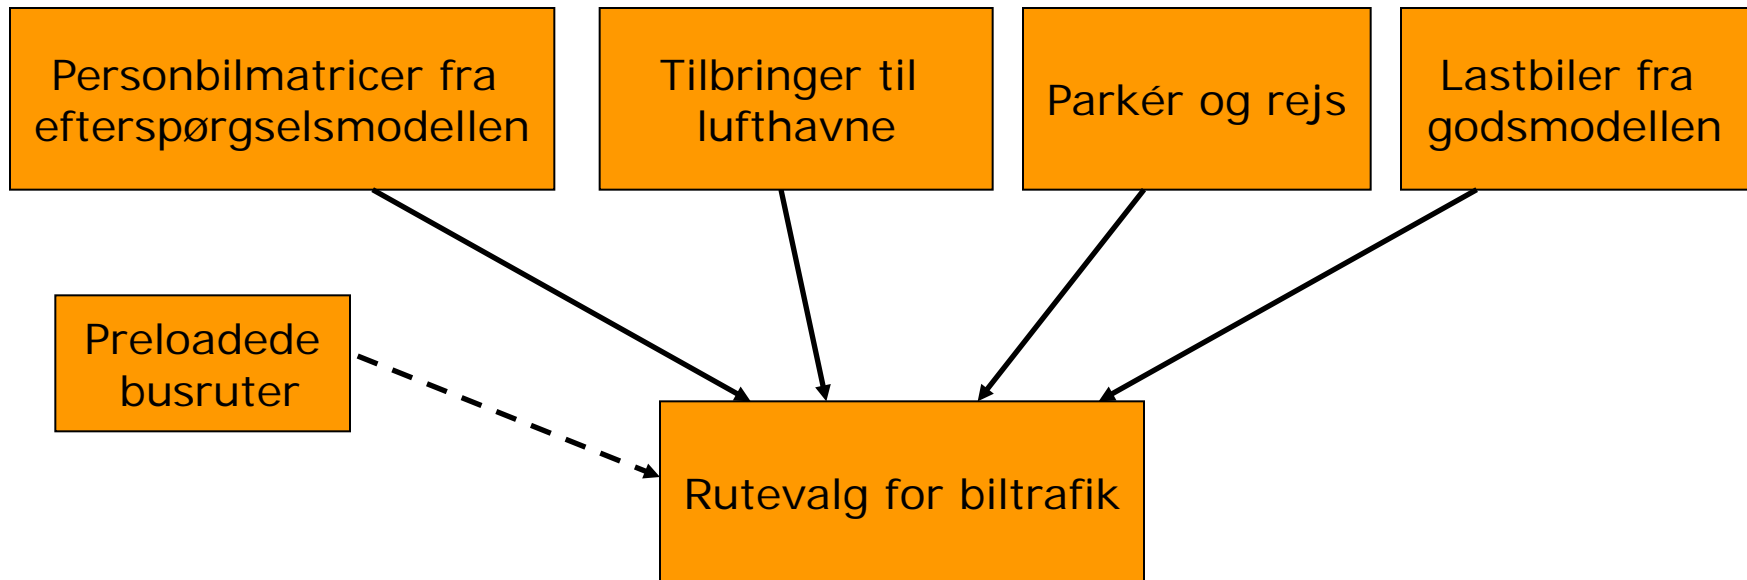 Personbilmatricer fra
efterspørgselsmodellen
Tilbringer til
lufthavne
Parkér og rejs
Lastbiler fra
godsmodellen
Preloadede
busruter
Rutevalg for biltrafik